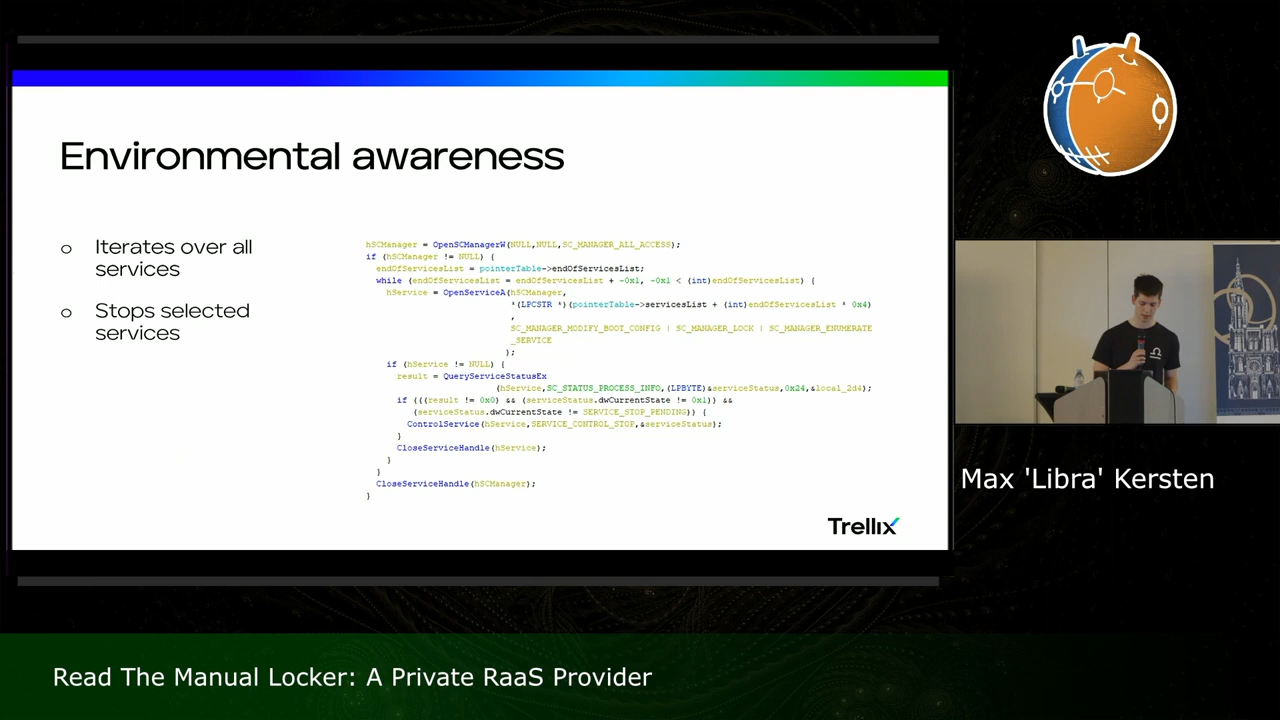 Environmental awareness
o Iterates over all
services
o Stops selected
services
hSCManager = OpenSCManagerW(NULL,NULL,SC_MANAGER_ALL_ACCESS);
if (hSCManager != NULL) {
endOfServicesList = pointerTable->endOfServicesList;
while (endOfServicesList = endOfServicesList + -0x1, -0x1 < (int)endOfServicesList) {
hService = OpenServiceA(hSCManager,
*(LPCSTR *)(pointerTable->servicesList + (int)endOfServicesList * 0x4)
,
SC_MANAGER_MODIFY_BOOT_CONFIG | SC_MANAGER_LOCK | SC_MANAGER_ENUMERATE
_SERVICE
);
if (hService != NULL) {
result = QueryServiceStatusEx
(hService,SC_STATUS_PROCESS_INFO,(LPBYTE)&serviceStatus,0x24,&local_2d4);
if (((result != 0x0) && (serviceStatus.dwCurrentState != 0x1)) &&
(serviceStatus.dwCurrentState != SERVICE_STOP_PENDING)) {
ControlService(hService,SERVICE_CONTROL_STOP,&serviceStatus);
}
CloseServiceHandle(hService);
}
}
CloseServiceHandle(hSCManager);
}
Trellix
Max 'Libra' Kersten
Read The Manual Locker: A Private RaaS Provider